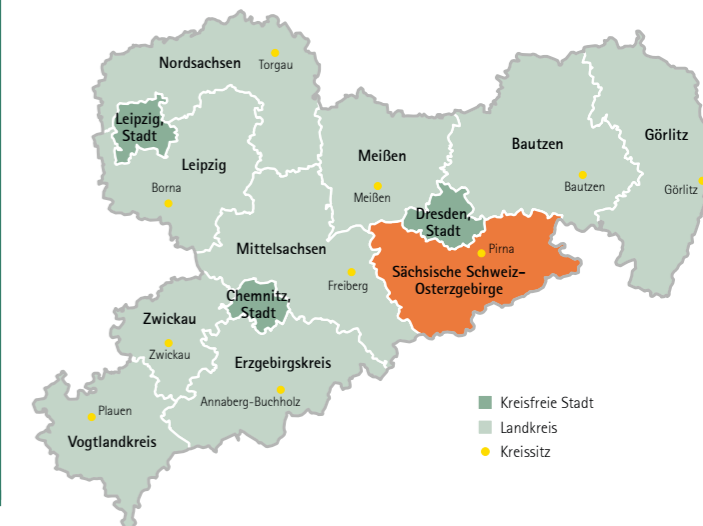 Nordsachsen
Torgau
Leipzig,
Stadt
Leipzig
Borna
Meißen
Meißen
Bautzen
Bautzen
Görlitz
Görlitz
Dresden,
Stadt
Pirna
Sächsische Schweiz-
Osterzgebirge
Mittelsachsen
Freiberg
Chemnitz,
Stadt
Zwickau
Zwickau
Erzgebirgskreis
Annaberg-Buchholz
Plauen
Vogtlandkreis
Kreisfreie Stadt
Landkreis
Kreissitz